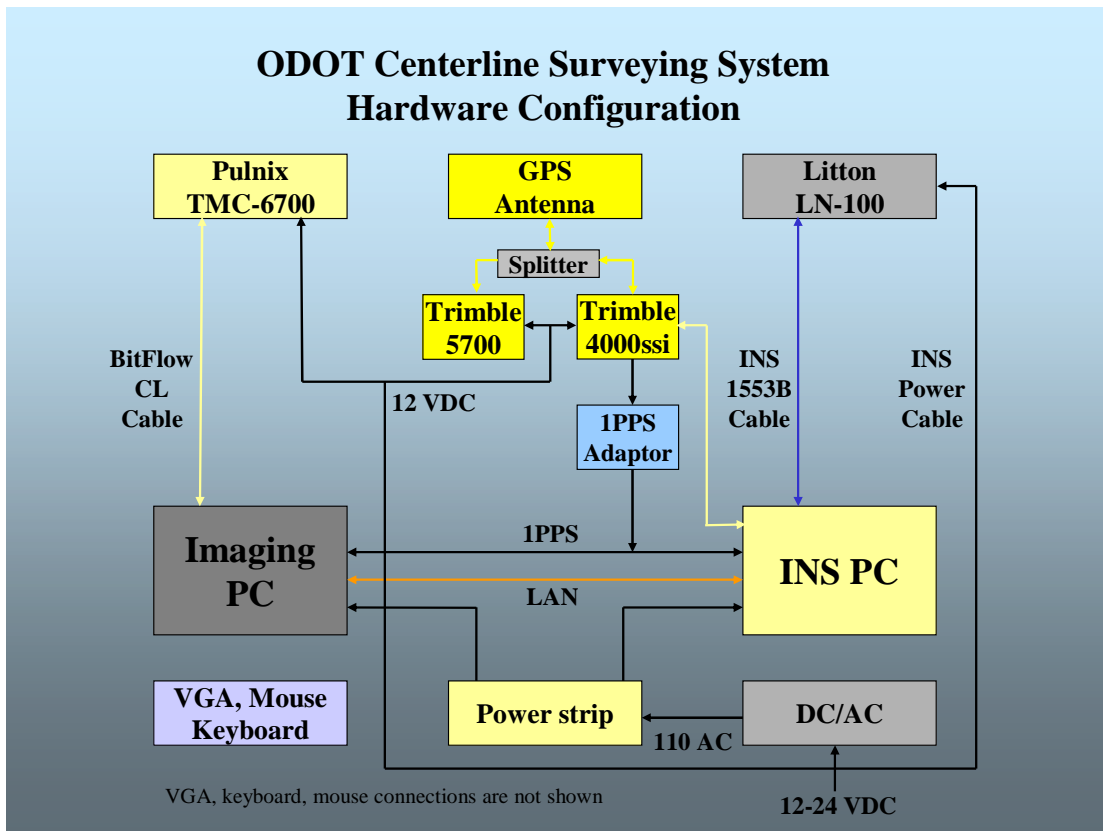 ODOT Centerline Surveying System
Hardware Configuration
Pulnix
TMC-6700
GPS
Antenna
Litton
LN-100
Splitter
Trimble
5700
Trimble
4000ssi
BitFlow
CL
Cable
12 VDC
1PPS
Adaptor
INS
1553B
Cable
INS
Power
Cable
Imaging
PC
1PPS
LAN
INS PC
VGA, Mouse
Keyboard
Power strip
110 AC
DC/AC
VGA, keyboard, mouse connections are not shown
12-24 VDC